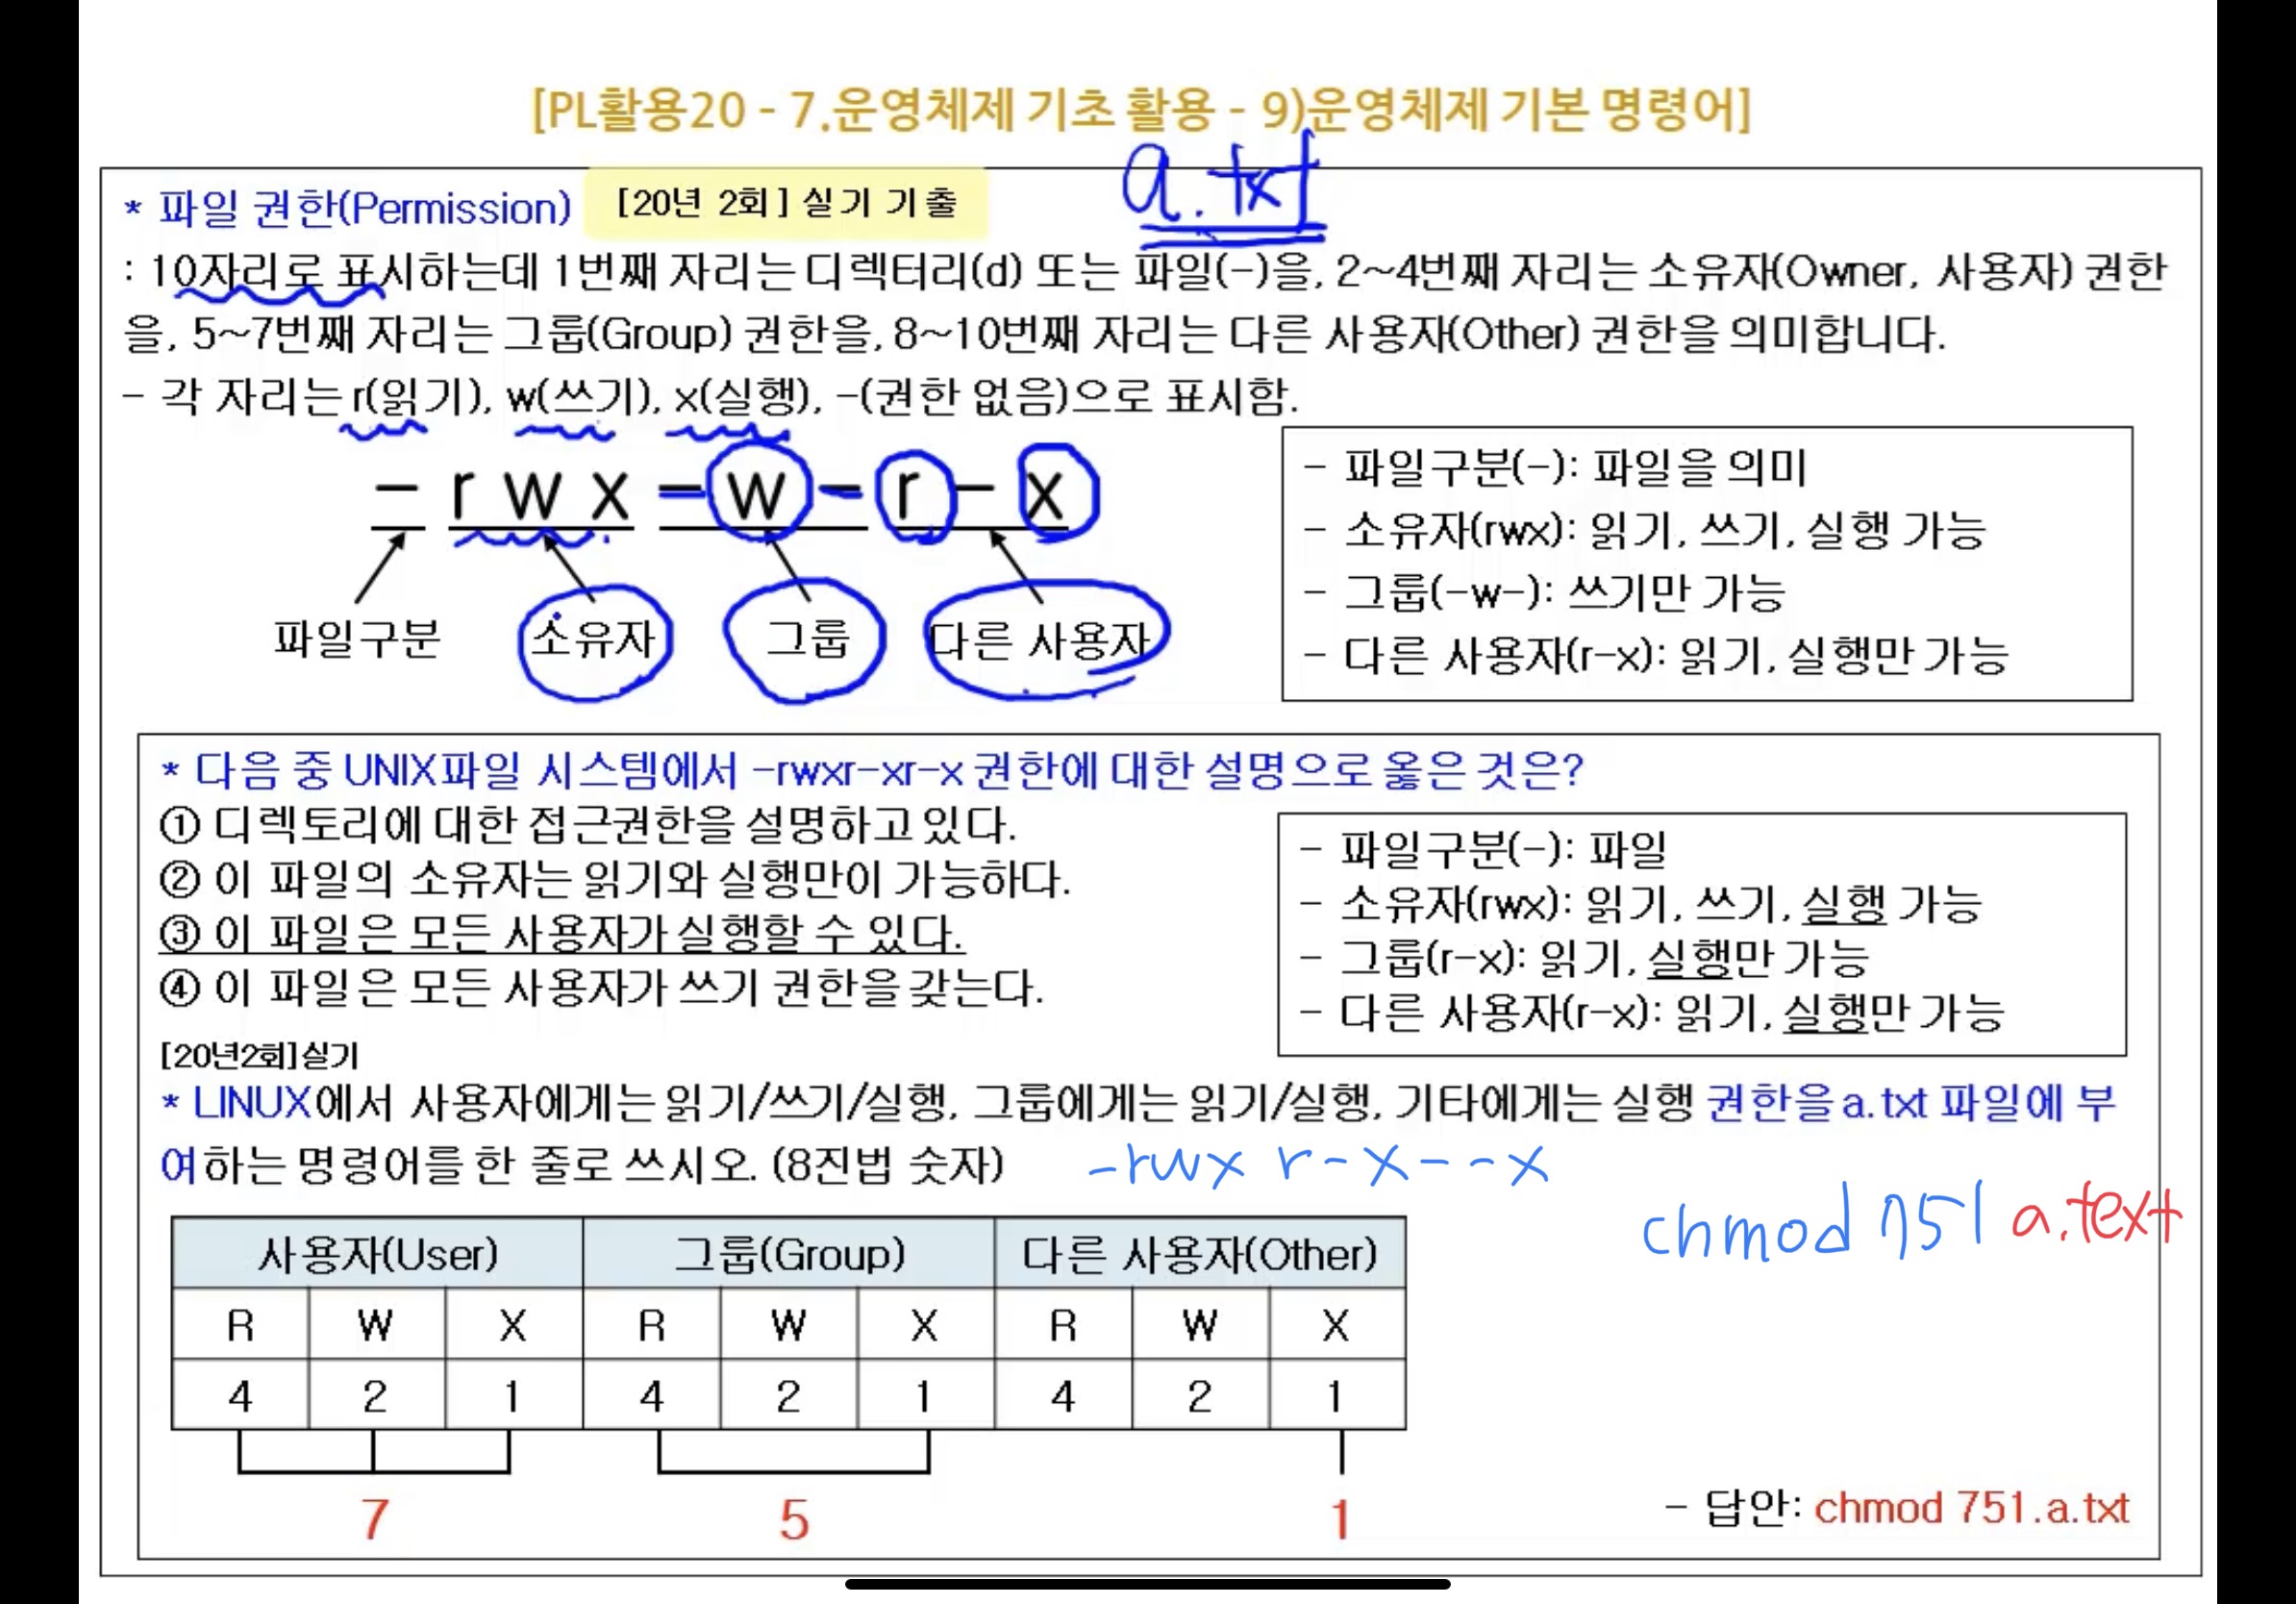 [PL활용20 - 7.운영체제 기초 활용 - 9)운영체제 기본 명령어]
a.txt
* 파일 권한(Permission) [20년 2회] 실기 기출
: 10자리로 표시하는데 1번째 자리는 디렉터리(d) 또는 파일(-)을, 2~4번째 자리는 소유자(Owner, 사용자) 권한
을, 5~7번째 자리는 그룹(Group) 권한을, 8~10번째 자리는 다른 사용자(Other) 권한을 의미합니다.
- 각 자리는 r(읽기), w(쓰기), x(실행), -(권한 없음)으로 표시함.
- r w x - w - r - x
파일구분 소유자 그룹 다른 사용자
- 파일구분(-): 파일을 의미
- 소유자(rwx): 읽기, 쓰기, 실행 가능
- 그룹(-w-): 쓰기만 가능
- 다른 사용자(r-x): 읽기, 실행만 가능
* 다음 중 UNIX파일 시스템에서 -rwxr-xr-x 권한에 대한 설명으로 옳은 것은?
① 디렉토리에 대한 접근권한을 설명하고 있다.
② 이 파일의 소유자는 읽기와 실행만이 가능하다.
③ 이 파일은 모든 사용자가 실행할 수 있다.
④ 이 파일은 모든 사용자가 쓰기 권한을 갖는다.
- 파일구분(-): 파일
- 소유자(rwx): 읽기, 쓰기, 실행 가능
- 그룹(r-x): 읽기, 실행만 가능
- 다른 사용자(r-x): 읽기, 실행만 가능
[20년2회]실기
* LINUX에서 사용자에게는 읽기/쓰기/실행, 그룹에게는 읽기/실행, 기타에게는 실행 권한을 a.txt 파일에 부
여하는 명령어를 한 줄로 쓰시오. (8진법 숫자)
-rwx r-x--x
chmod 751 a.text
사용자(User) 그룹(Group) 다른 사용자(Other)
R W X R W X R W X
4 2 1 4 2 1 4 2 1
7 5 1
- 답안: chmod 751.a.txt